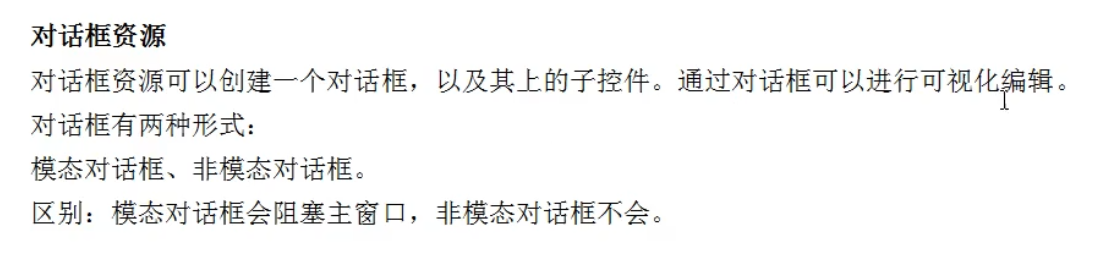 对话框资源
对话框资源可以创建一个对话框，以及其上的子控件。通过对话框可以进行可视化编辑。
对话框有两种形式：
模态对话框、非模态对话框。
区别：模态对话框会阻塞主窗口，非模态对话框不会。